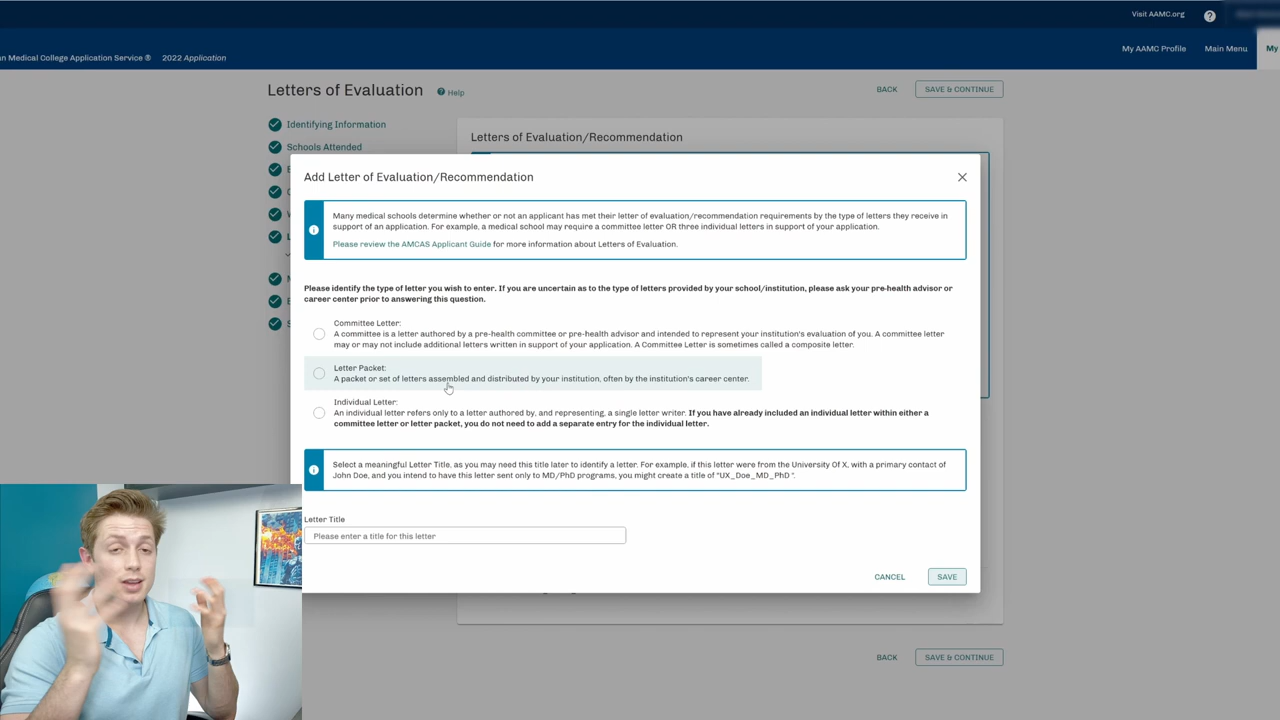 Visit AAMC.org
n Medical College Application Service ® 2022 Application
My AAMC Profile Main Menu My
Letters of Evaluation Help
BACK SAVE & CONTINUE
Identifying Information
Schools Attended
Letters of Evaluation/Recommendation
Add Letter of Evaluation/Recommendation
Many medical schools determine whether or not an applicant has met their letter of evaluation/recommendation requirements by the type of letters they receive in
support of an application. For example, a medical school may require a committee letter OR three individual letters in support of your application.
Please review the AMCAS Applicant Guide for more information about Letters of Evaluation.
Please identify the type of letter you wish to enter. If you are uncertain as to the type of letters provided by your school/institution, please ask your pre-health advisor or
career center prior to answering this question.
Committee Letter:
A committee is a letter authored by a pre-health committee or pre-health advisor and intended to represent your institution's evaluation of you. A committee letter
may or may not include additional letters written in support of your application. A Committee Letter is sometimes called a composite letter.
Letter Packet:
A packet or set of letters assembled and distributed by your institution, often by the institution's career center.
Individual Letter:
An individual letter refers only to a letter authored by, and representing, a single letter writer. If you have already included an individual letter within either a
committee letter or letter packet, you do not need to add a separate entry for the individual letter.
Select a meaningful Letter Title, as you may need this title later to identify a letter. For example, if this letter were from the University Of X, with a primary contact of
John Doe, and you intend to have this letter sent only to MD/PhD programs, you might create a title of "UX_Doe_MD_PhD ".
Letter Title
Please enter a title for this letter
CANCEL SAVE
BACK SAVE & CONTINUE